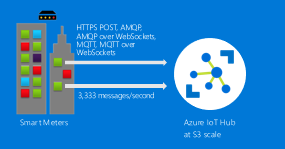 HTTPS POST, AMQP,
AMQP over WebSockets,
MQTT, MQTT over
WebSockets
3,333 messages/second
Smart Meters
Azure IoT Hub
at S3 scale